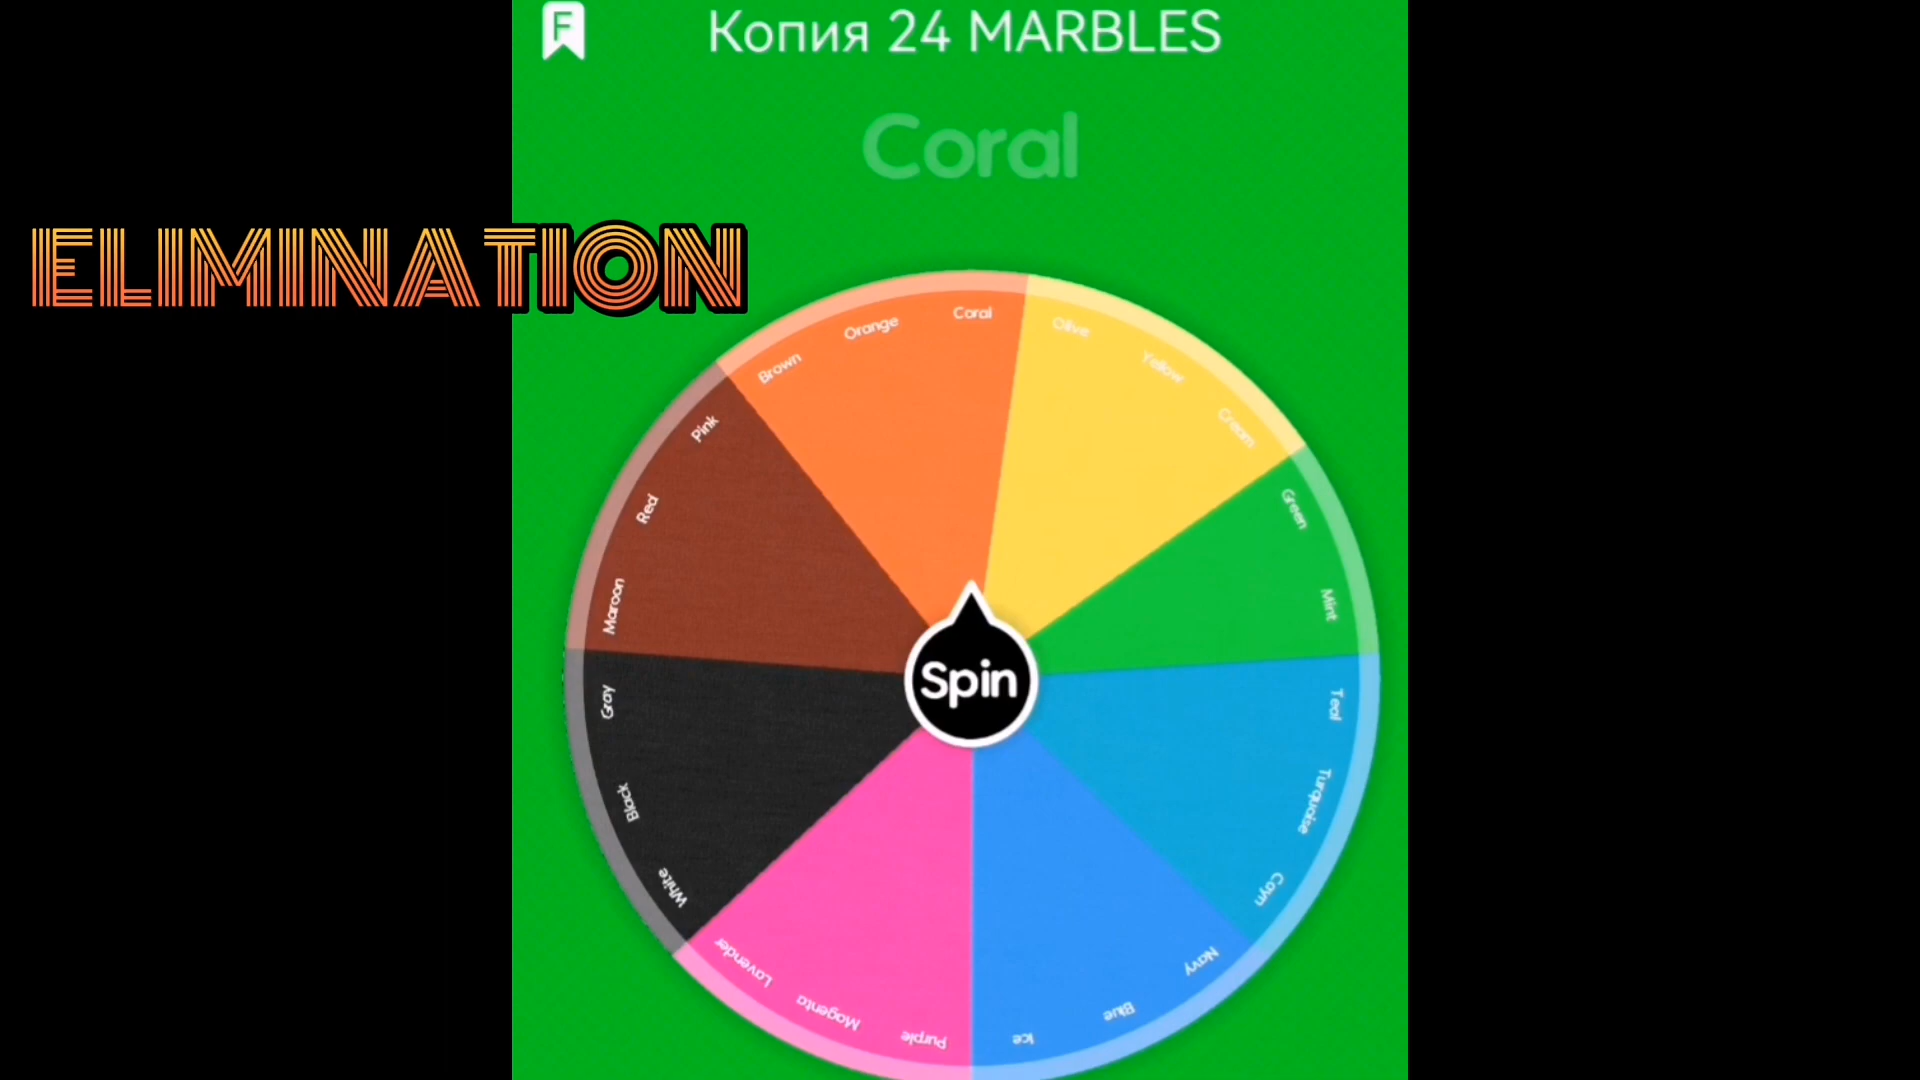 F
Копия 24 MARBLES
Coral
ELIMINATION
Coral
Olive
Yellow
Cream
Green
Mint
Teal
Turquoise
Cayn
Navy
Blue
Ice
Purple
Magenta
Lavender
White
Black
Gray
Maroon
Red
Pink
Brown
Orange
Spin